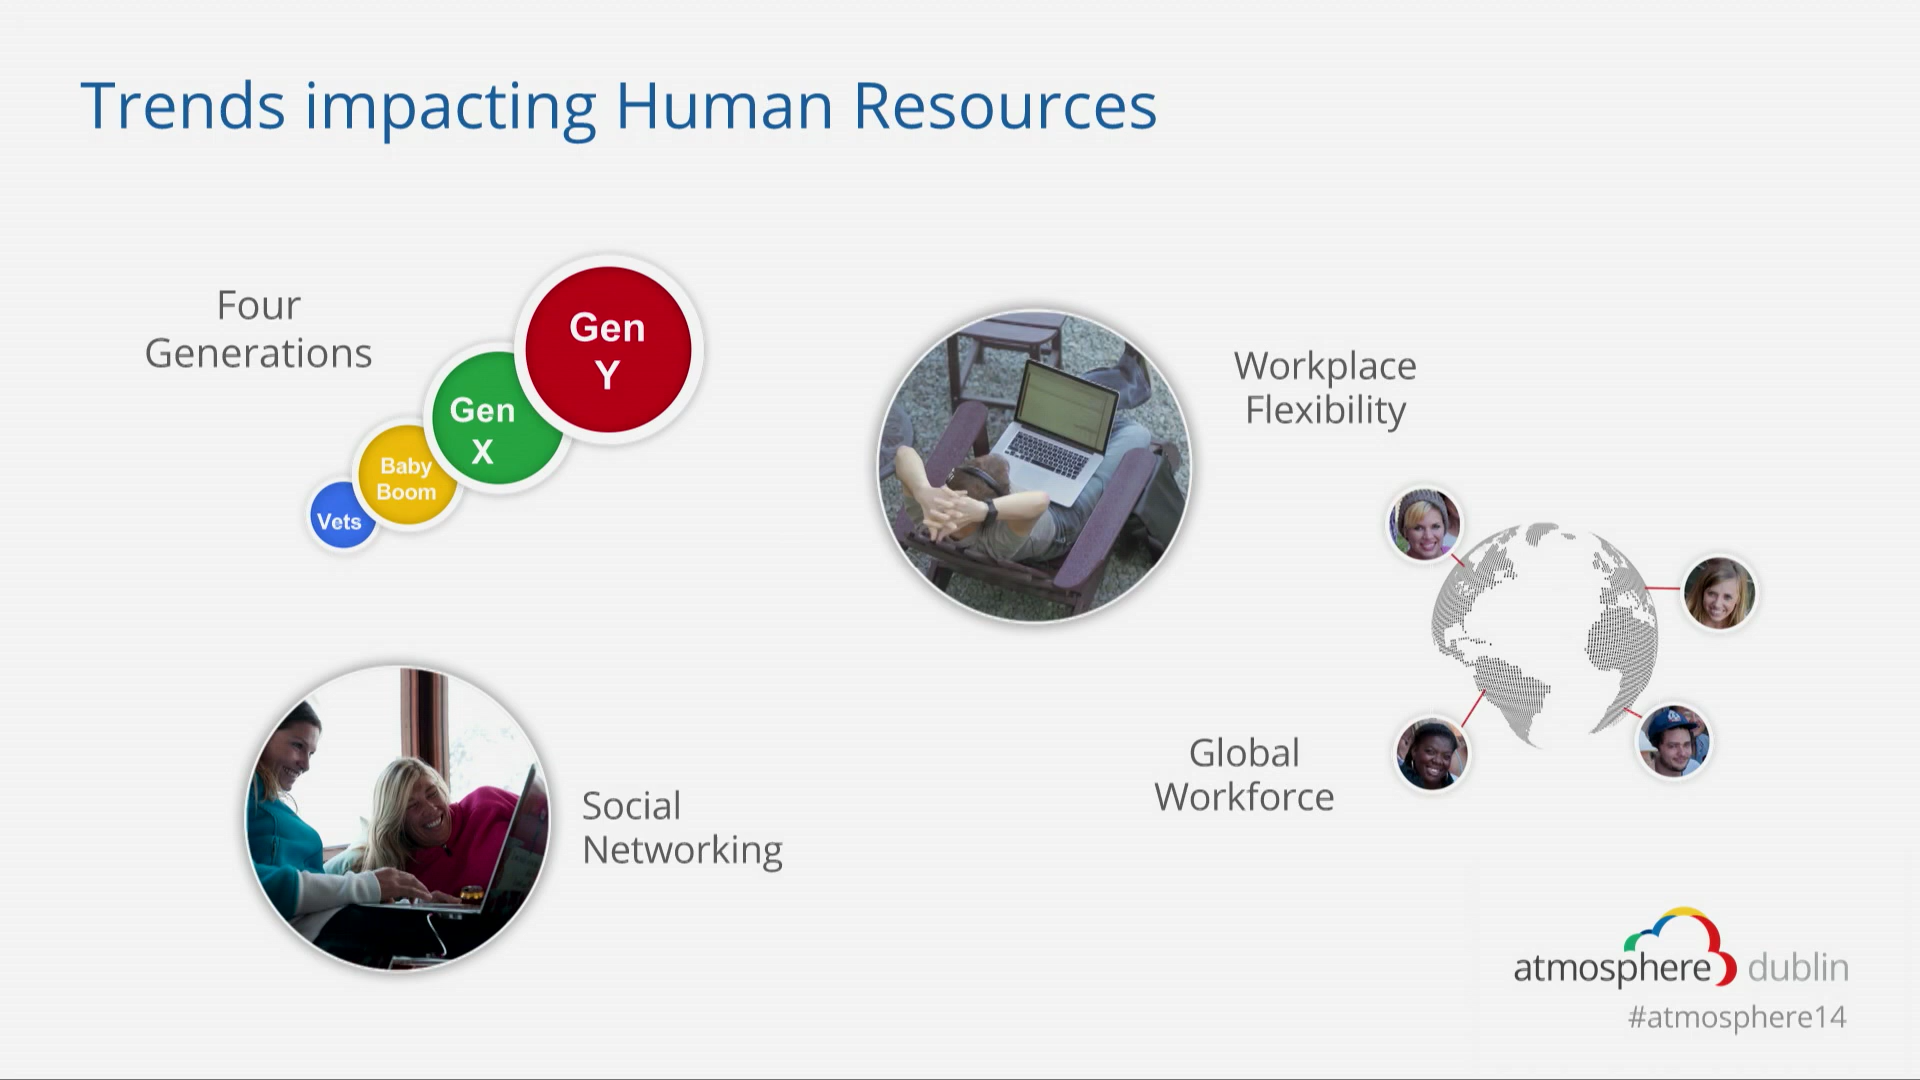 Trends impacting Human Resources
Four
Generations
Gen
Y
Gen
X
Baby
Boom
Vets
Workplace
Flexibility
Social
Networking
Global
Workforce
atmosphere dublin
#atmosphere14